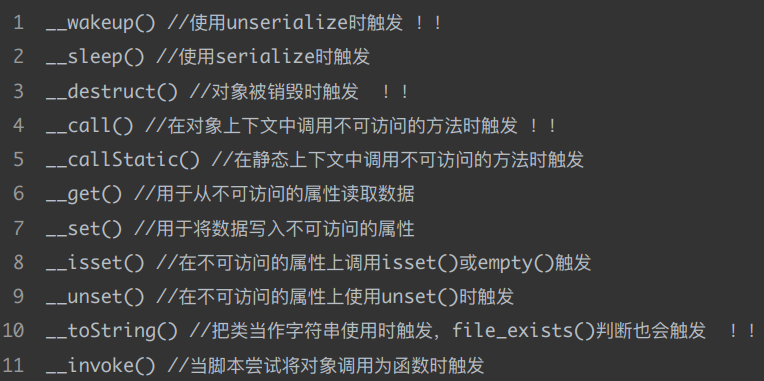 1 __wakeup() //使用unserialize时触发 ！！
2 __sleep() //使用serialize时触发
3 __destruct() //对象被销毁时触发 ！！
4 __call() //在对象上下文中调用不可访问的方法时触发 ！！
5 __callStatic() //在静态上下文中调用不可访问的方法时触发
6 __get() //用于从不可访问的属性读取数据
7 __set() //用于将数据写入不可访问的属性
8 __isset() //在不可访问的属性上调用isset()或empty()触发
9 __unset() //在不可访问的属性上使用unset()时触发
10 __toString() //把类当作字符串使用时触发，file_exists()判断也会触发 ！！
11 __invoke() //当脚本尝试将对象调用为函数时触发